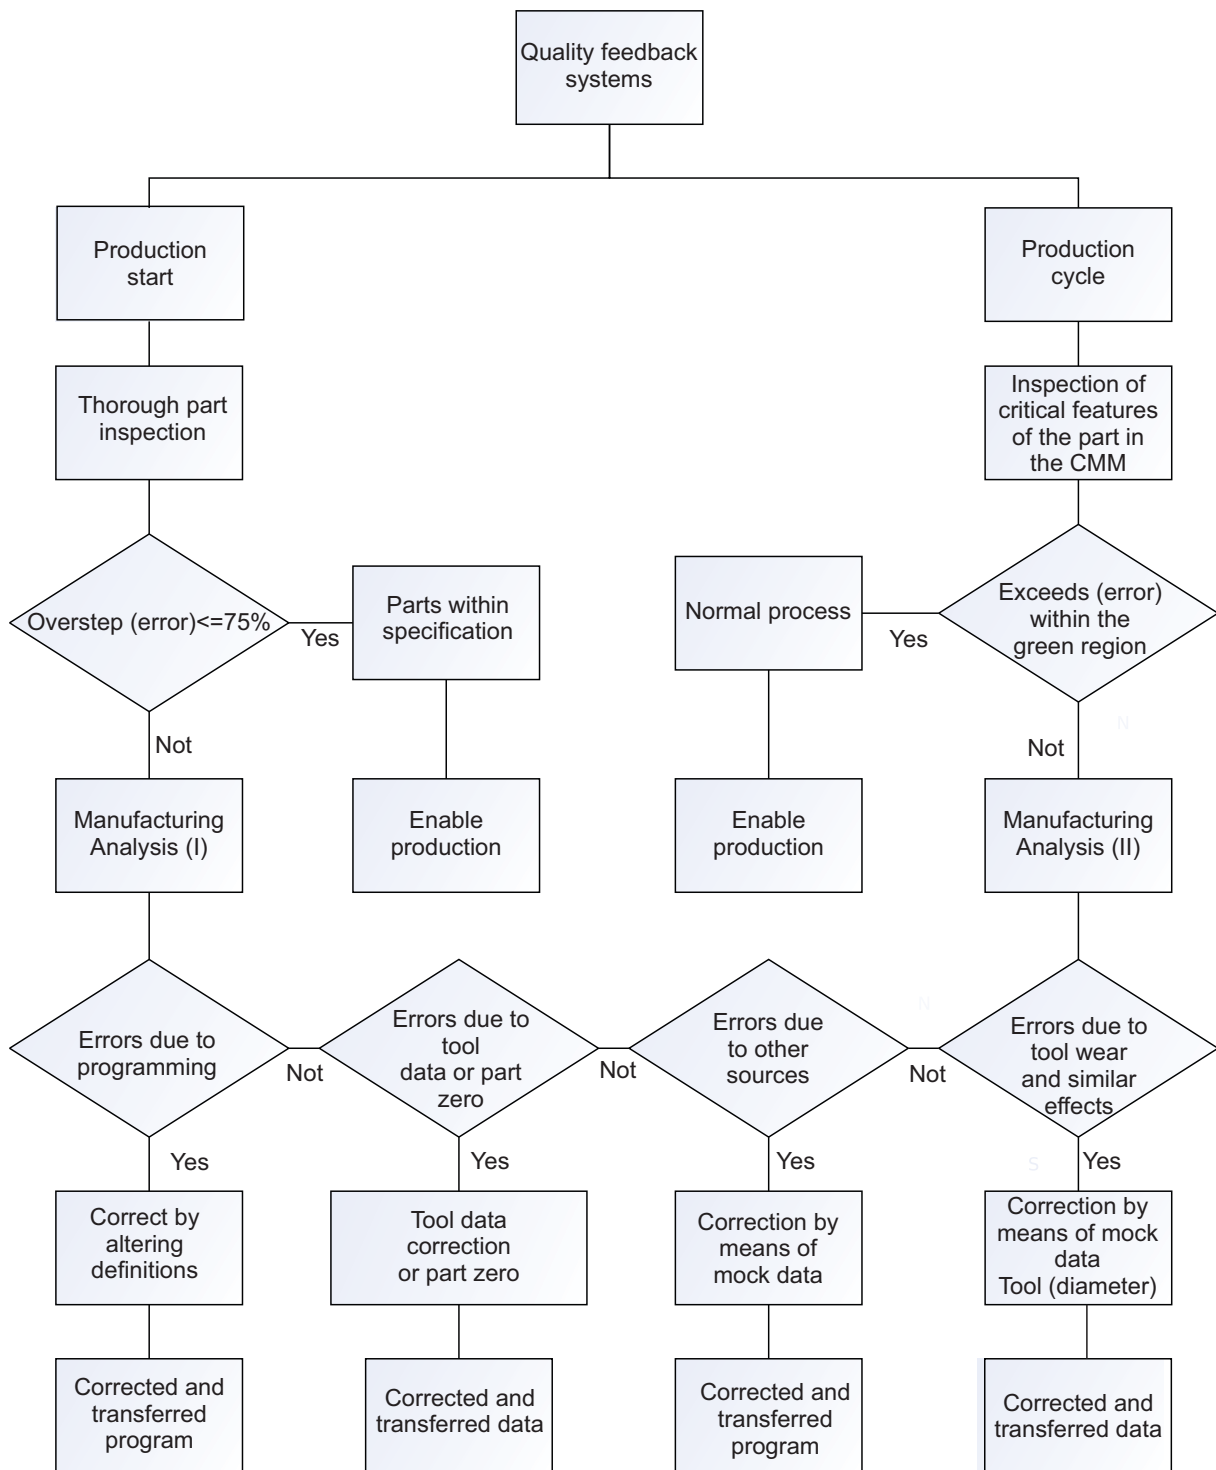 Quality feedback
systems
Production
start
Production
cycle
Thorough part
inspection
Inspection of
critical features
of the part in
the CMM
Overstep (error)<=75%
Yes
Parts within
specification
Normal process
Yes
Exceeds (error)
within the
green region
Not
N
Not
Manufacturing
Analysis (I)
Enable
production
Enable
production
Manufacturing
Analysis (II)
Errors due to
programming
Not
Errors due to
tool
data or part
zero
Not
Errors due
to other
sources
N
Not
Errors due to
tool wear
and similar
effects
Yes
Yes
Yes
S
Yes
Correct by
altering
definitions
Tool data
correction
or part zero
Correction by
means of
mock data
Correction by
means of mock
data
Tool (diameter)
Corrected and
transferred
program
Corrected and
transferred data
Corrected and
transferred
program
Corrected and
transferred data